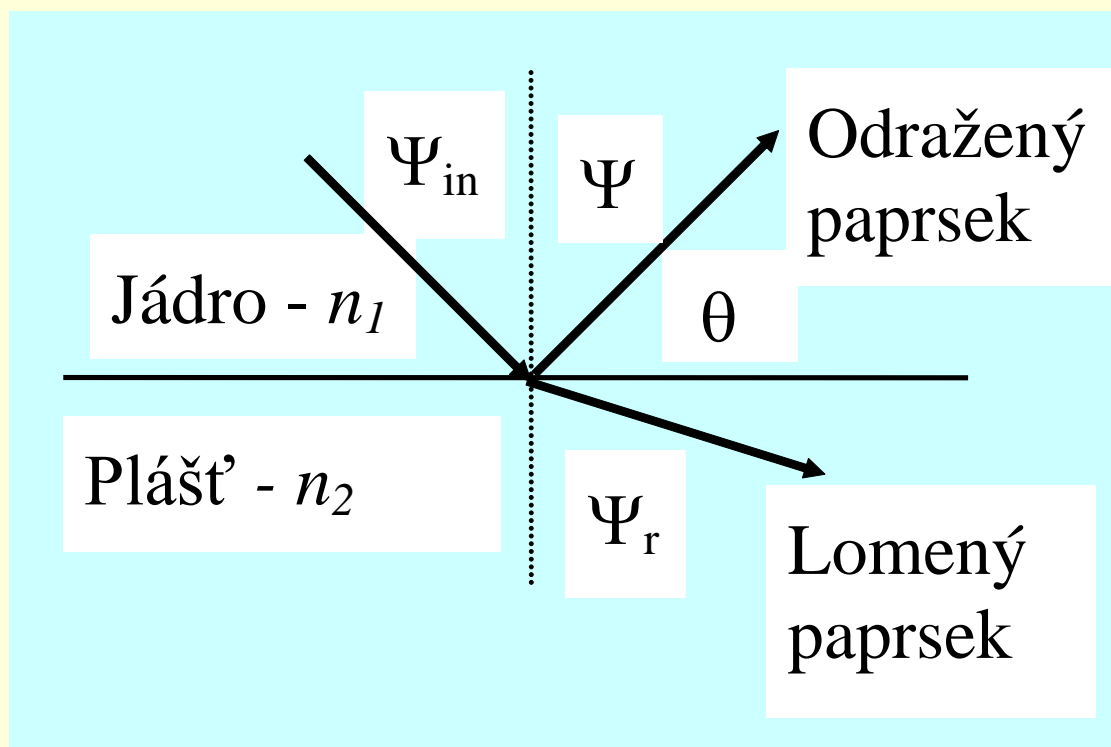 Ψin
Ψ
Odražený
paprsek
Jádro - n1
θ
Plášť - n2
Ψr
Lomený
paprsek